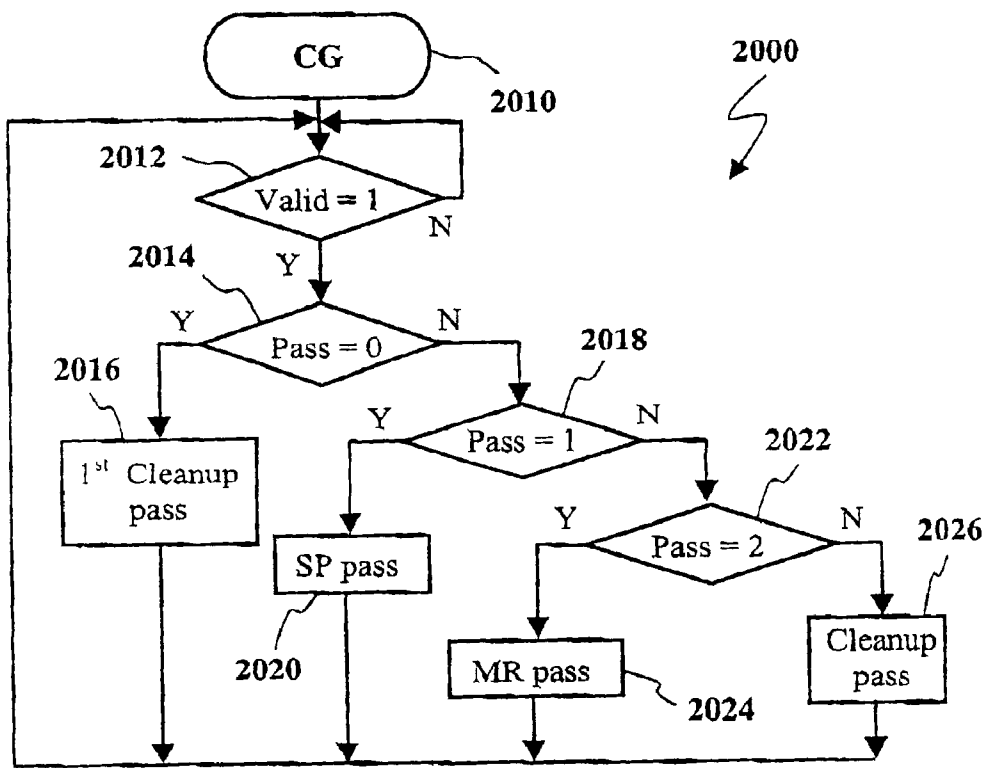 CG
2000
2010
2012
Valid = 1
N
Y
2014
Y
N
Pass = 0
2018
2016
Y
N
Pass = 1
2022
1st Cleanup
pass
Y
N
2026
Pass = 2
SP pass
Cleanup
pass
2020
MR pass
2024